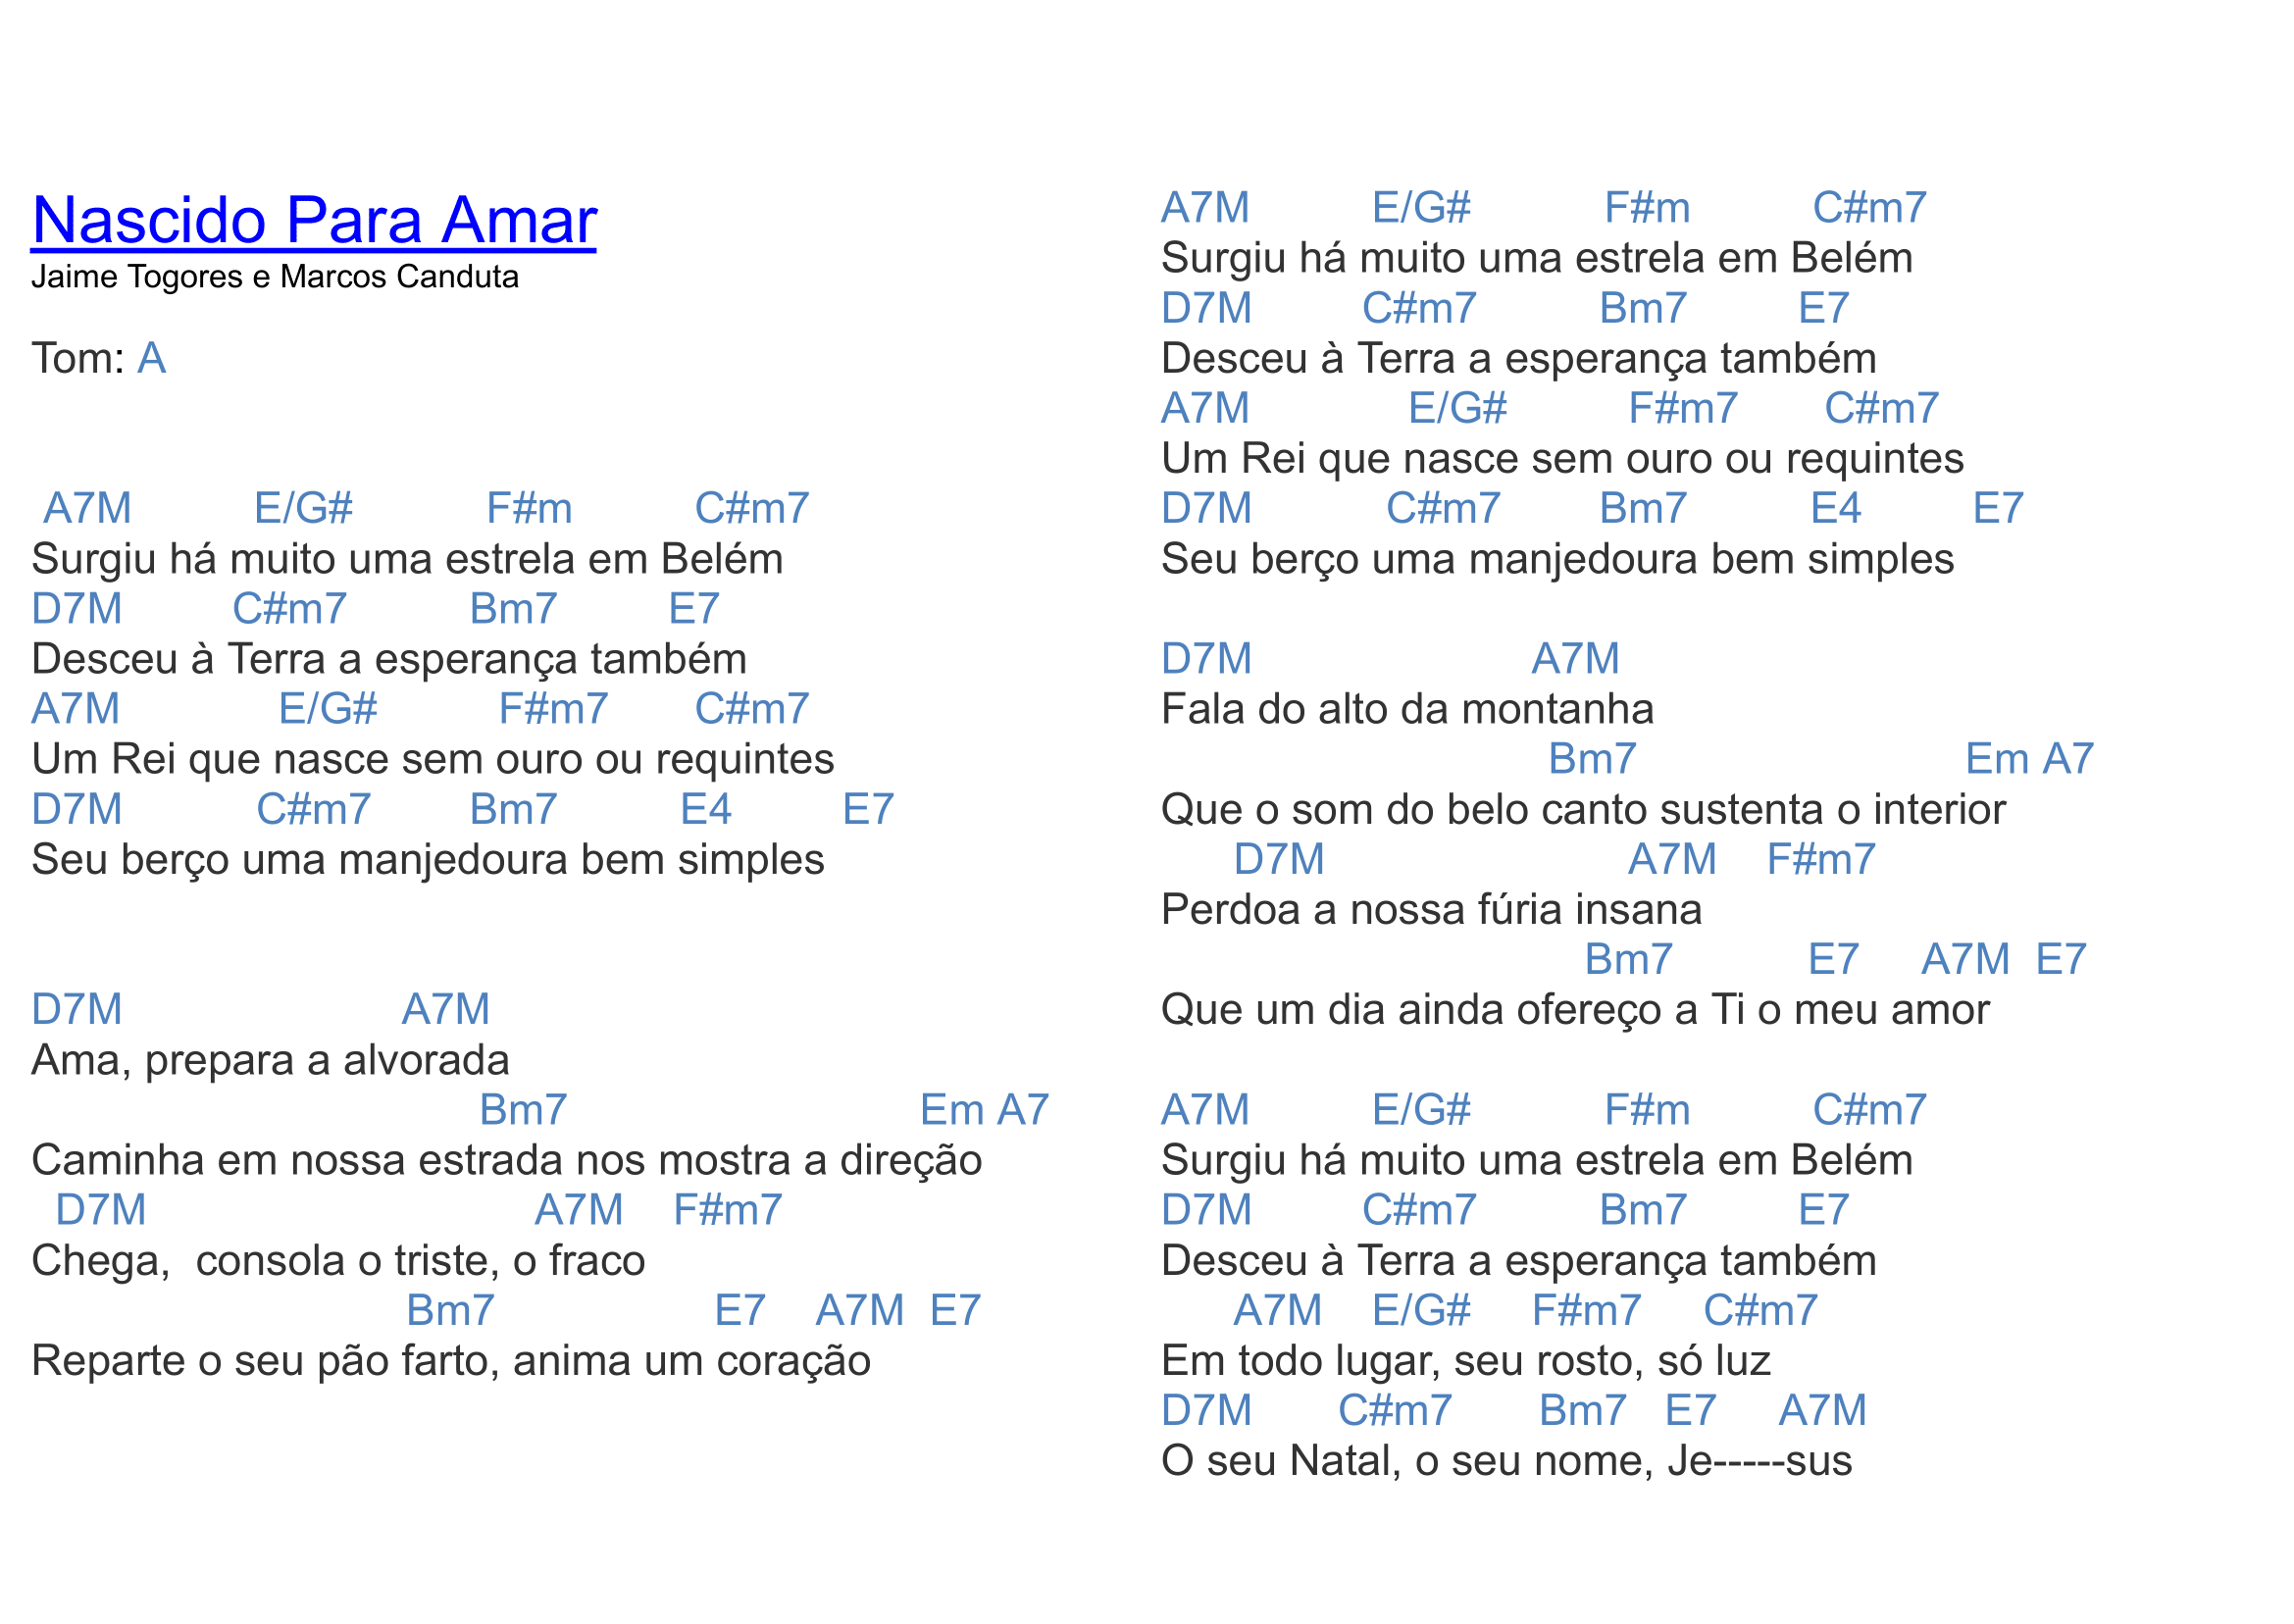 Nascido Para Amar
Jaime Togores e Marcos Canduta
Tom: A
A7M E/G# F#m C#m7
Surgiu há muito uma estrela em Belém
D7M C#m7 Bm7 E7
Desceu à Terra a esperança também
A7M E/G# F#m7 C#m7
Um Rei que nasce sem ouro ou requintes
D7M C#m7 Bm7 E4 E7
Seu berço uma manjedoura bem simples
D7M A7M
Ama, prepara a alvorada
Bm7 Em A7
Caminha em nossa estrada nos mostra a direção
D7M A7M F#m7
Chega, consola o triste, o fraco
Bm7 E7 A7M E7
Reparte o seu pão farto, anima um coração
A7M E/G# F#m C#m7
Surgiu há muito uma estrela em Belém
D7M C#m7 Bm7 E7
Desceu à Terra a esperança também
A7M E/G# F#m7 C#m7
Um Rei que nasce sem ouro ou requintes
D7M C#m7 Bm7 E4 E7
Seu berço uma manjedoura bem simples
D7M A7M
Fala do alto da montanha
Bm7 Em A7
Que o som do belo canto sustenta o interior
D7M A7M F#m7
Perdoa a nossa fúria insana
Bm7 E7 A7M E7
Que um dia ainda ofereço a Ti o meu amor
A7M E/G# F#m C#m7
Surgiu há muito uma estrela em Belém
D7M C#m7 Bm7 E7
Desceu à Terra a esperança também
A7M E/G# F#m7 C#m7
Em todo lugar, seu rosto, só luz
D7M C#m7 Bm7 E7 A7M
O seu Natal, o seu nome, Je-----sus